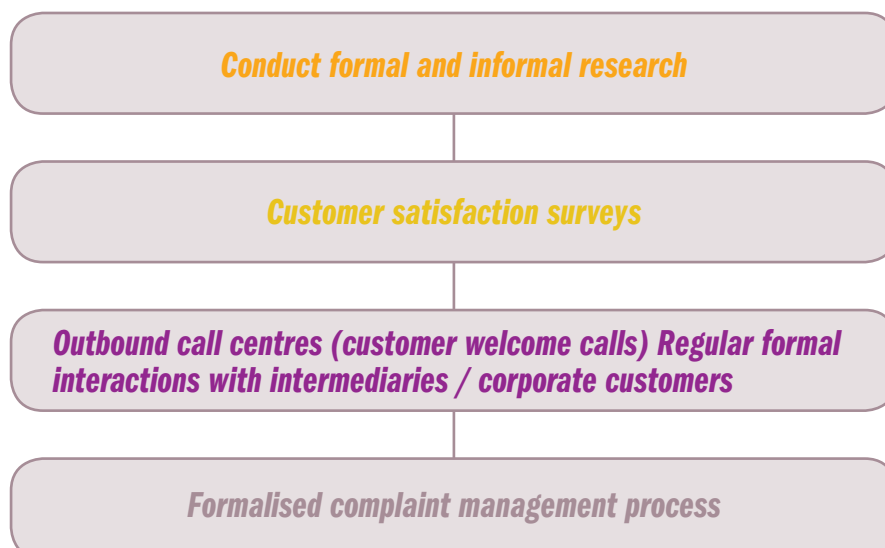 Conduct formal and informal research
Customer satisfaction surveys
Outbound call centres (customer welcome calls) Regular formal
interactions with intermediaries / corporate customers
Formalised complaint management process